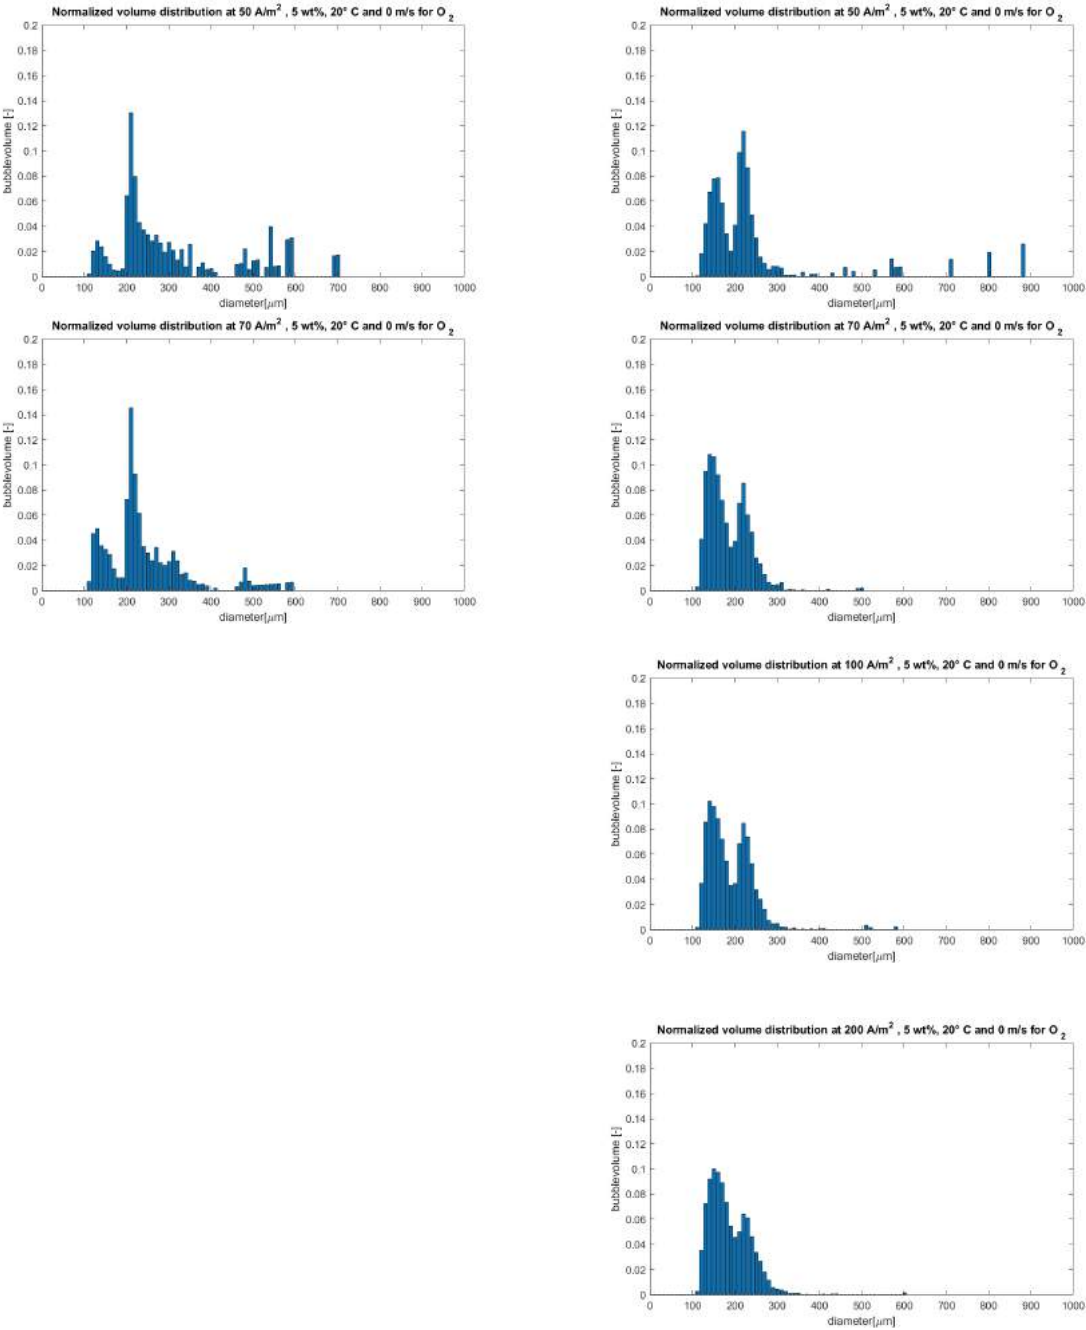 Normalized volume distribution at 50 A/m² , 5 wt%, 20° C and 0 m/s for O ₂
0.2
0.18
0.16
0.14
0.12
0.1
0.08
0.06
0.04
0.02
0
bubblevolume [-]
0 100 200 300 400 500 600 700 800 900 1000
diameter[μm]
Normalized volume distribution at 50 A/m² , 5 wt%, 20° C and 0 m/s for O ₂
0.2
0.18
0.16
0.14
0.12
0.1
0.08
0.06
0.04
0.02
0
bubblevolume [-]
0 100 200 300 400 500 600 700 800 900 1000
diameter[μm]
Normalized volume distribution at 70 A/m² , 5 wt%, 20° C and 0 m/s for O ₂
0.2
0.18
0.16
0.14
0.12
0.1
0.08
0.06
0.04
0.02
0
bubblevolume [-]
0 100 200 300 400 500 600 700 800 900 1000
diameter[μm]
Normalized volume distribution at 70 A/m² , 5 wt%, 20° C and 0 m/s for O ₂
0.2
0.18
0.16
0.14
0.12
0.1
0.08
0.06
0.04
0.02
0
bubblevolume [-]
0 100 200 300 400 500 600 700 800 900 1000
diameter[μm]
Normalized volume distribution at 100 A/m² , 5 wt%, 20° C and 0 m/s for O ₂
0.2
0.18
0.16
0.14
0.12
0.1
0.08
0.06
0.04
0.02
0
bubblevolume [-]
0 100 200 300 400 500 600 700 800 900 1000
diameter[μm]
Normalized volume distribution at 200 A/m² , 5 wt%, 20° C and 0 m/s for O ₂
0.2
0.18
0.16
0.14
0.12
0.1
0.08
0.06
0.04
0.02
0
bubblevolume [-]
0 100 200 300 400 500 600 700 800 900 1000
diameter[μm]